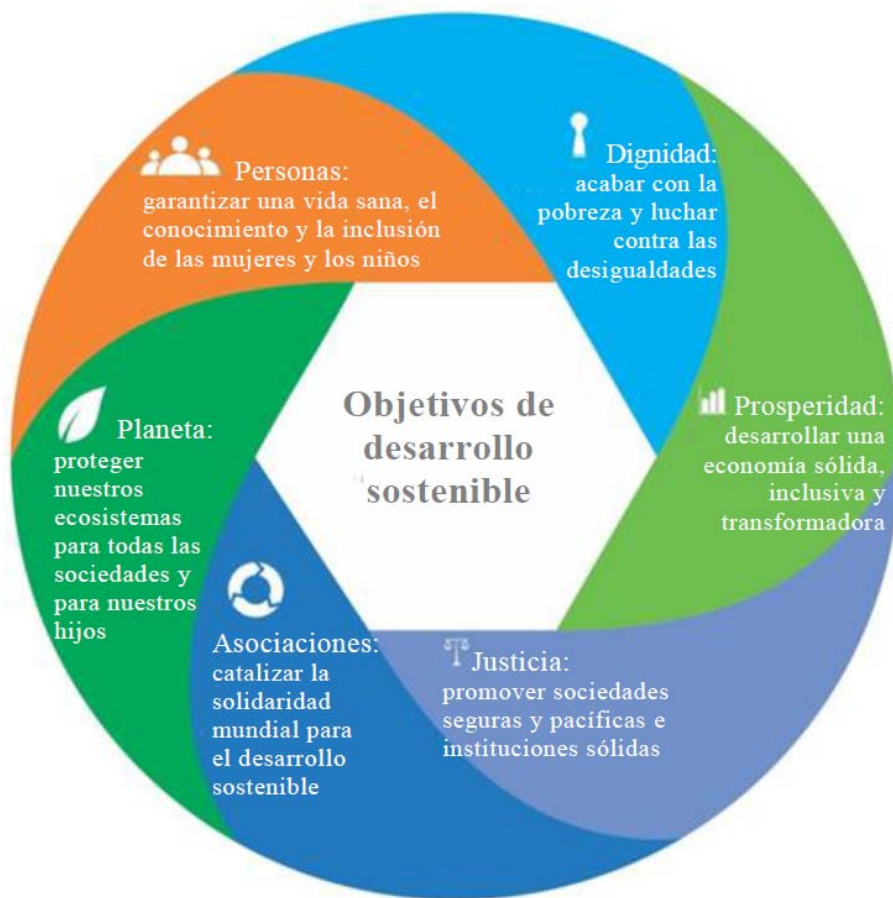 Objetivos de
desarrollo
sostenible
Dignidad:
acabar con la
pobreza y luchar
contra las
desigualdades
Prosperidad:
desarrollar una
economía sólida,
inclusiva y
transformadora
Justicia:
promover sociedades
seguras y pacíficas e
instituciones sólidas
Asociaciones:
catalizar la
solidaridad
mundial para
el desarrollo
sostenible
Planeta:
proteger
nuestros
ecosistemas
para todas las
sociedades y
para nuestros
hijos
Personas:
garantizar una vida sana, el
conocimiento y la inclusión
de las mujeres y los niños